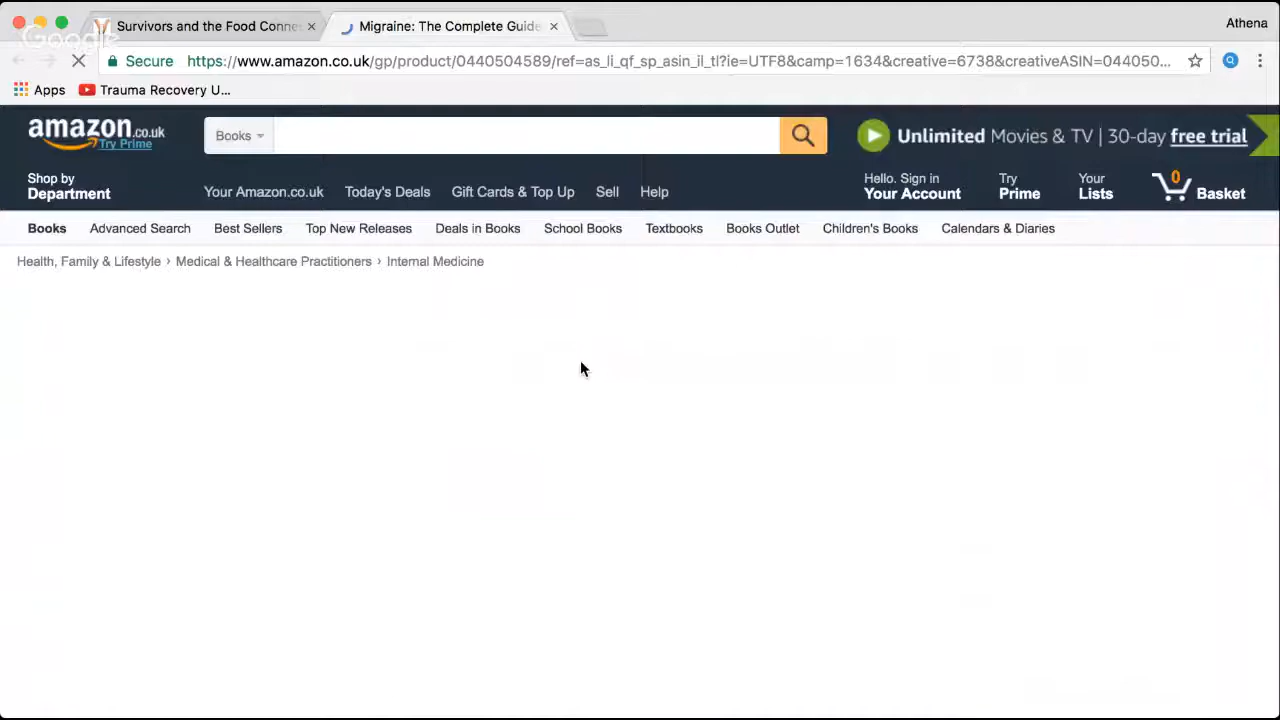 Survivors and the Food Conne
Migraine: The Complete Guide
Athena
Google
Secure https://www.amazon.co.uk/gp/product/0440504589/ref=as_li_qf_sp_asin_il_tl?ie=UTF8&camp=1634&creative=6738&creativeASIN=044050...
Apps Trauma Recovery U...
amazon.co.uk
Try Prime
Books
Unlimited Movies & TV | 30-day free trial
Shop by
Department
Your Amazon.co.uk Today's Deals Gift Cards & Top Up Sell Help
Hello. Sign in
Your Account
Try
Prime
Your
Lists
0
Basket
Books Advanced Search Best Sellers Top New Releases Deals in Books School Books Textbooks Books Outlet Children's Books Calendars & Diaries
Health, Family & Lifestyle › Medical & Healthcare Practitioners › Internal Medicine